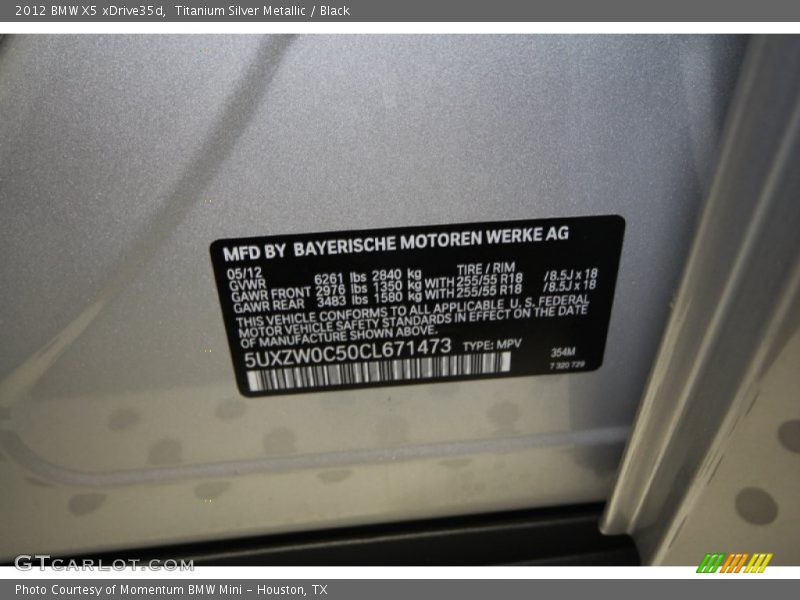 2012 BMW X5 xDrive35d, Titanium Silver Metallic / Black
MFD BY BAYERISCHE MOTOREN WERKE AG
05/12 TIRE / RIM
GVWR 6261 lbs 2840 kg
GAWR FRONT 2976 lbs 1350 kg WITH 255/55 R18 /8.5J x 18
GAWR REAR 3483 lbs 1580 kg WITH 255/55 R18 /8.5J x 18
THIS VEHICLE CONFORMS TO ALL APPLICABLE U.S. FEDERAL
MOTOR VEHICLE SAFETY STANDARDS IN EFFECT ON THE DATE
OF MANUFACTURE SHOWN ABOVE.
5UXZW0C50CL671473 TYPE: MPV
354M
7 320 729
GTCARLOT.COM
Photo Courtesy of Momentum BMW Mini - Houston, TX